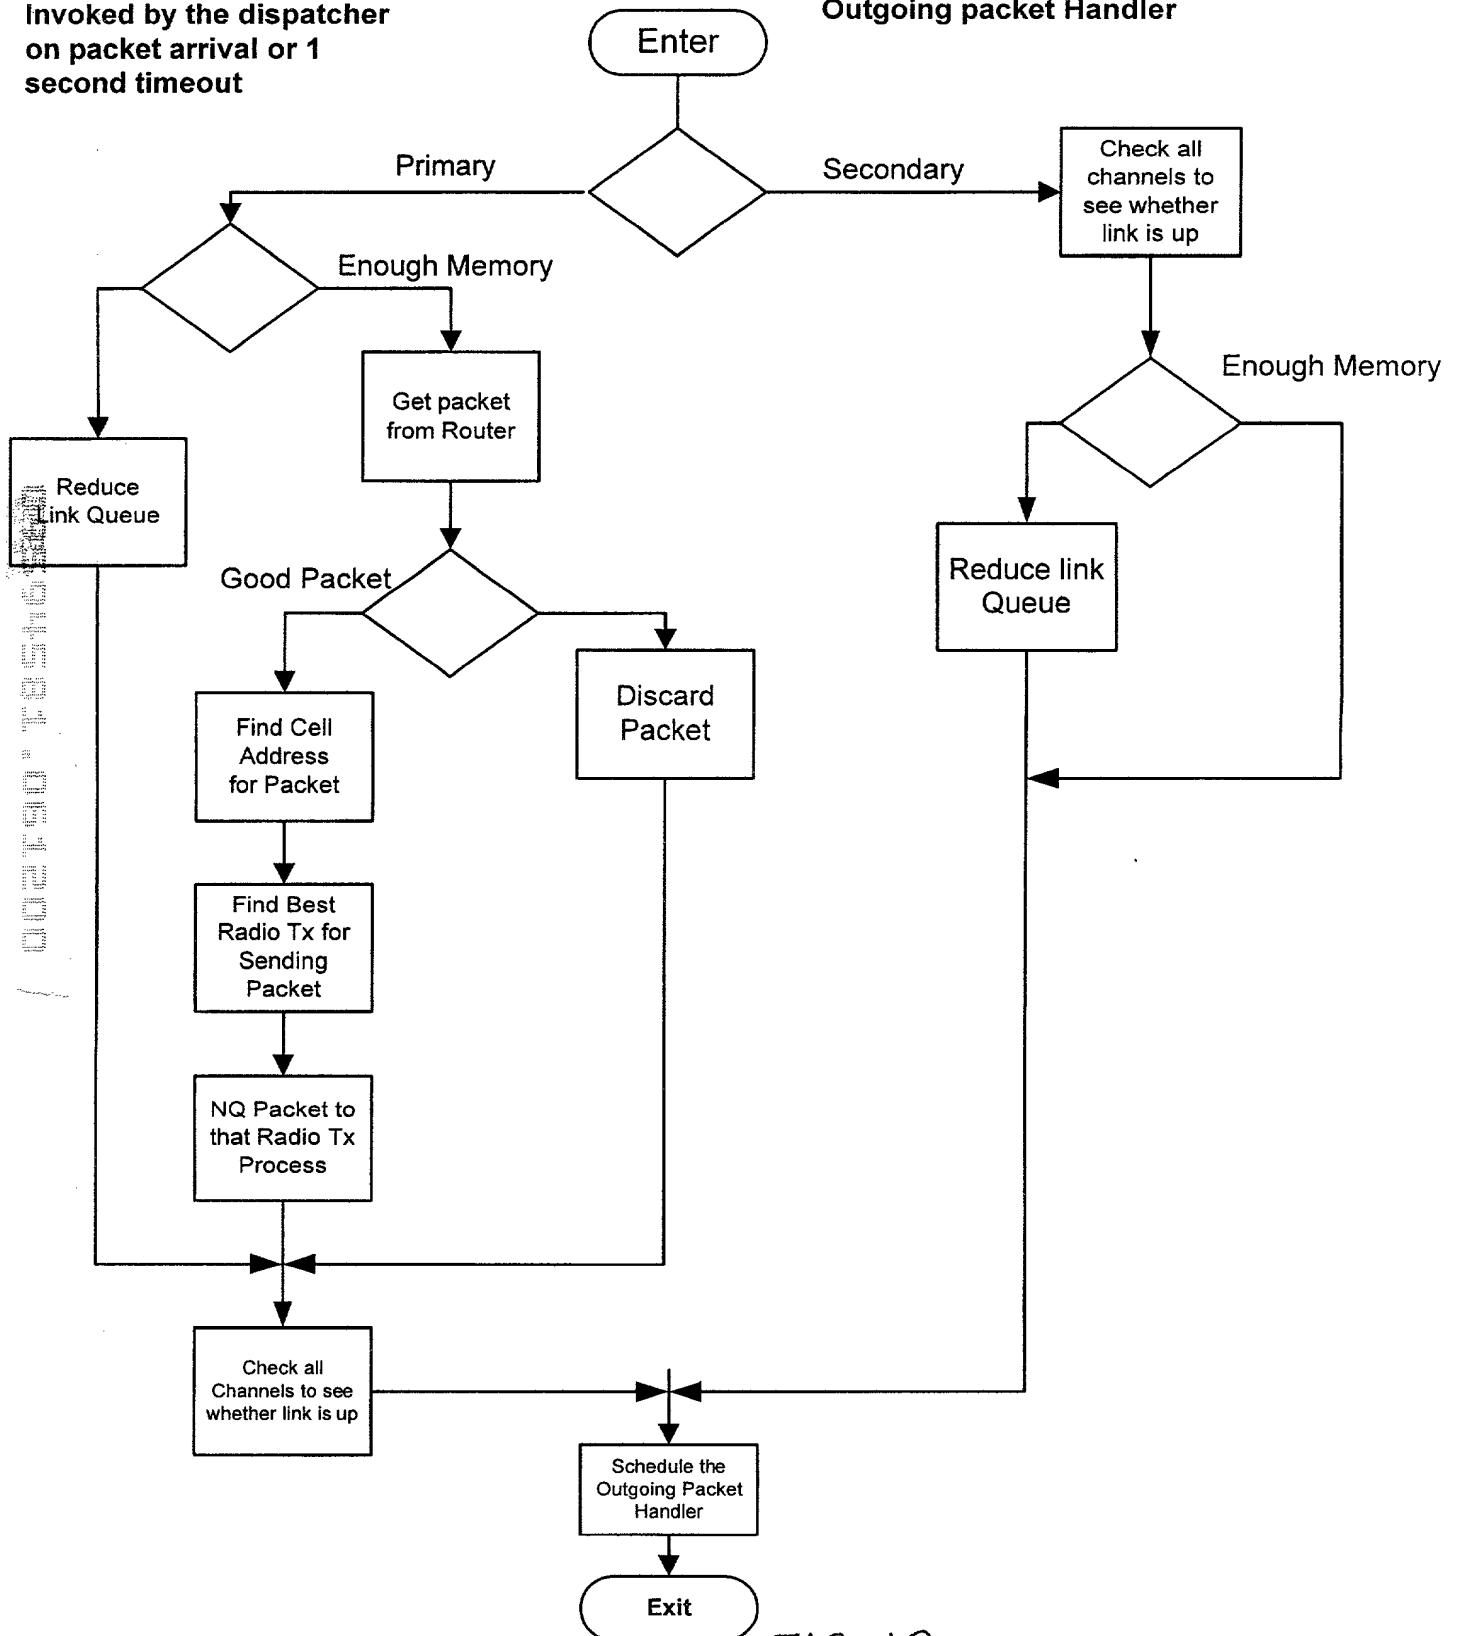 Invoked by the dispatcher
on packet arrival or 1
second timeout
Outgoing packet Handler
Enter
Primary
Secondary
Check all
channels to
see whether
link is up
Enough Memory
Get packet
from Router
Enough Memory
Reduce
Link Queue
Good Packet
Reduce link
Queue
Discard
Packet
Find Cell
Address
for Packet
Find Best
Radio Tx for
Sending
Packet
NQ Packet to
that Radio Tx
Process
Check all
Channels to see
whether link is up
Schedule the
Outgoing Packet
Handler
Exit